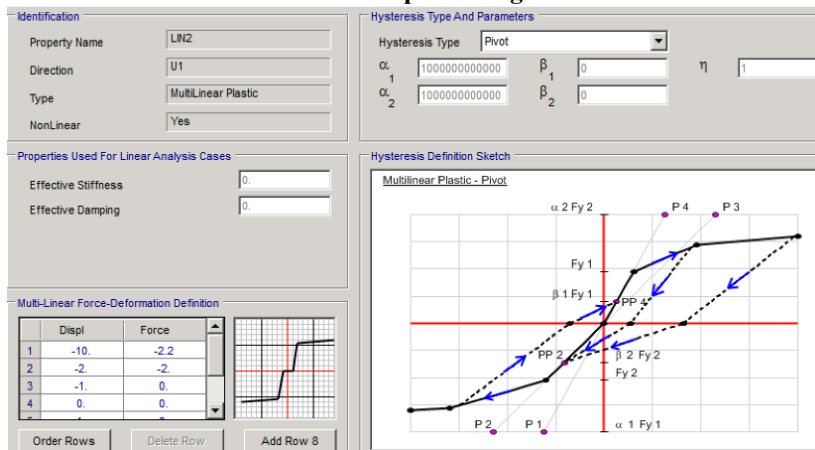 Identification
Property Name LIN2
Direction U1
Type MultiLinear Plastic
NonLinear Yes
Hysteresis Type And Parameters
Hysteresis Type Pivot
α1 1000000000000 β1 0 η 1
α2 1000000000000 β2 0
Properties Used For Linear Analysis Cases
Effective Stiffness 0.
Effective Damping 0.
Hysteresis Definition Sketch
Multilinear Plastic - Pivot
α 2 Fy 2 P 4 P 3
Fy 1
β 1 Fy 1 PP 4
PP 2 β 2 Fy 2
Fy 2
P 2 P 1 α 1 Fy 1
Multi-Linear Force-Deformation Definition
Displ Force
1 -10. -2.2
2 -2. -2.
3 -1. 0.
4 0. 0.
Order Rows Delete Row Add Row 8